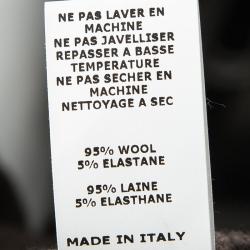 NE PAS LAVER EN
MACHINE
NE PAS JAVELLISER
REPASSER A BASSE
TEMPERATURE
NE PAS SECHER EN
MACHINE
NETTOYAGE A SEC
95% WOOL
5% ELASTANE
95% LAINE
5% ELASTHANE
MADE IN ITALY